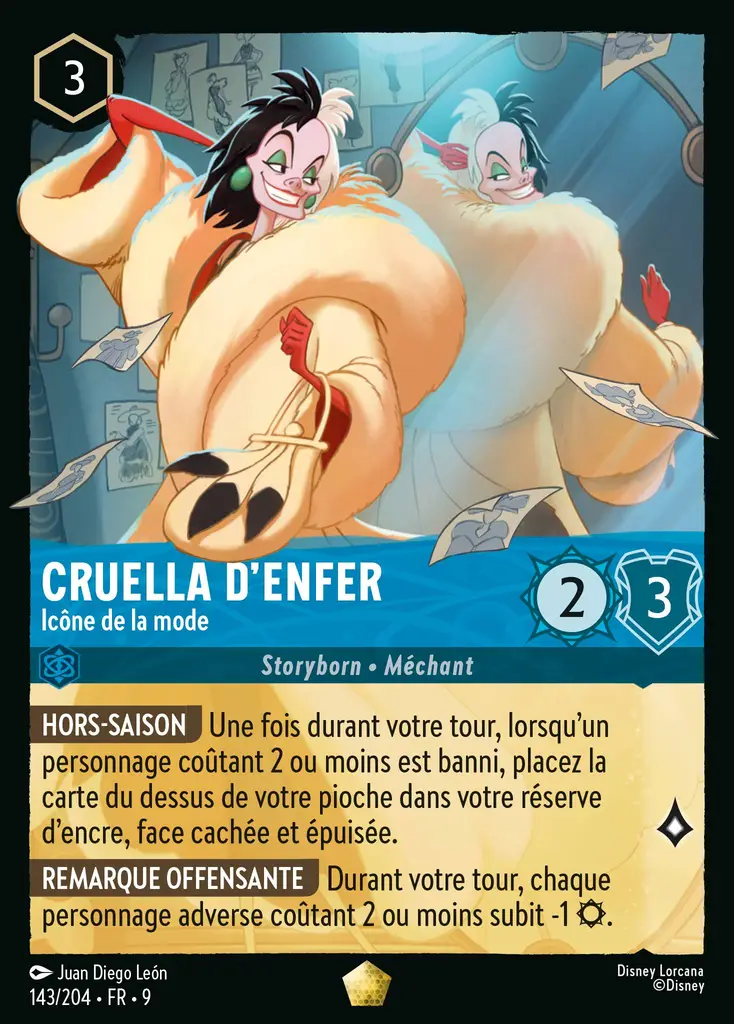 3
CRUELLA D'ENFER
Icône de la mode
2
3
Storyborn • Méchant
HORS-SAISON Une fois durant votre tour, lorsqu'un
personnage coûtant 2 ou moins est banni, placez la
carte du dessus de votre pioche dans votre réserve
d'encre, face cachée et épuisée.
REMARQUE OFFENSANTE Durant votre tour, chaque
personnage adverse coûtant 2 ou moins subit -1 .
Juan Diego León
143/204 • FR • 9
Disney Lorcana
©Disney